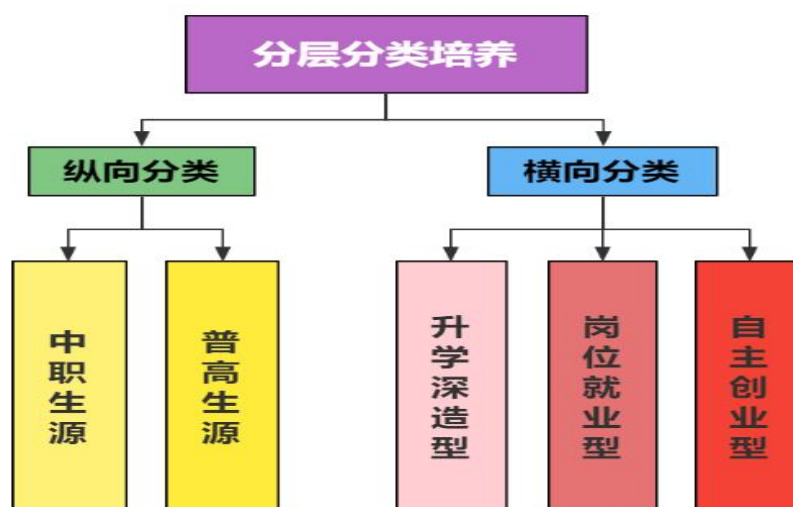 分层分类培养
纵向分类
横向分类
中职生源
普高生源
升学深造型
岗位就业型
自主创业型